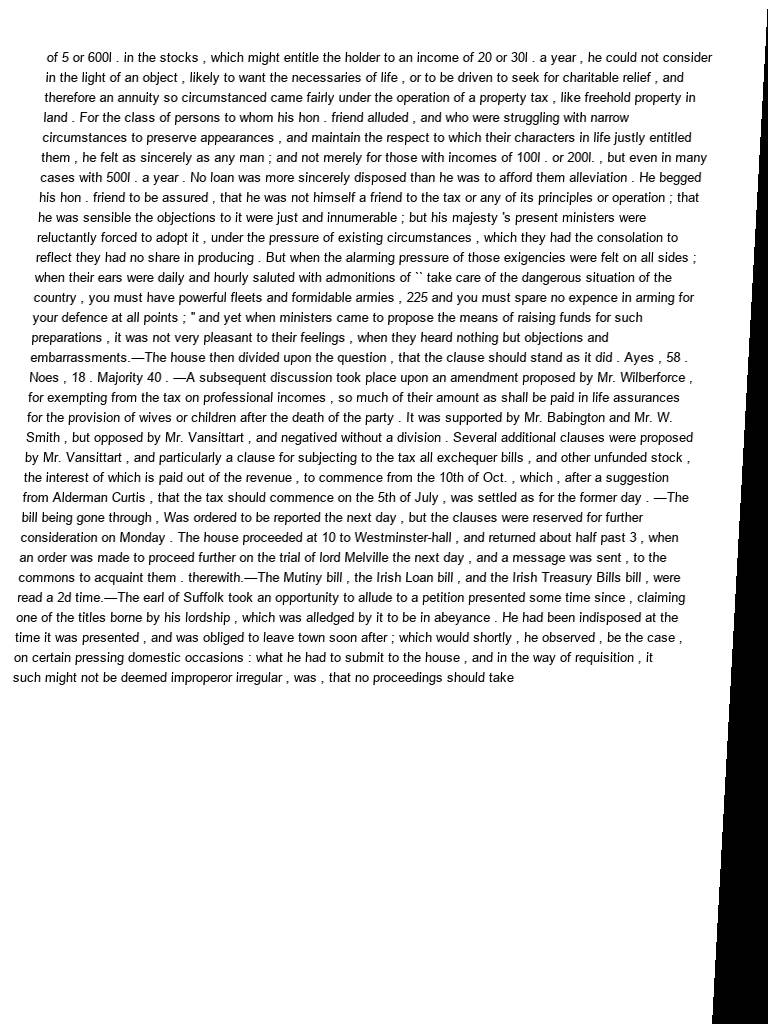 of 5 or 600l . in the stocks , which might entitle the holder to an income of 20 or 30l . a year , he could not consider
in the light of an object , likely to want the necessaries of life , or to be driven to seek for charitable relief , and
therefore an annuity so circumstanced came fairly under the operation of a property tax , like freehold property in
land . For the class of persons to whom his hon . friend alluded , and who were struggling with narrow
circumstances to preserve appearances , and maintain the respect to which their characters in life justly entitled
them , he felt as sincerely as any man ; and not merely for those with incomes of 100l . or 200l. , but even in many
cases with 500l . a year . No loan was more sincerely disposed than he was to afford them alleviation . He begged
his hon . friend to be assured , that he was not himself a friend to the tax or any of its principles or operation ; that
he was sensible the objections to it were just and innumerable ; but his majesty 's present ministers were
reluctantly forced to adopt it , under the pressure of existing circumstances , which they had the consolation to
reflect they had no share in producing . But when the alarming pressure of those exigencies were felt on all sides ;
when their ears were daily and hourly saluted with admonitions of `` take care of the dangerous situation of the
country , you must have powerful fleets and formidable armies , 225 and you must spare no expence in arming for
your defence at all points ; " and yet when ministers came to propose the means of raising funds for such
preparations , it was not very pleasant to their feelings , when they heard nothing but objections and
embarrassments.—The house then divided upon the question , that the clause should stand as it did . Ayes , 58 .
Noes , 18 . Majority 40 . —A subsequent discussion took place upon an amendment proposed by Mr. Wilberforce ,
for exempting from the tax on professional incomes , so much of their amount as shall be paid in life assurances
for the provision of wives or children after the death of the party . It was supported by Mr. Babington and Mr. W.
Smith , but opposed by Mr. Vansittart , and negatived without a division . Several additional clauses were proposed
by Mr. Vansittart , and particularly a clause for subjecting to the tax all exchequer bills , and other unfunded stock ,
the interest of which is paid out of the revenue , to commence from the 10th of Oct. , which , after a suggestion
from Alderman Curtis , that the tax should commence on the 5th of July , was settled as for the former day . —The
bill being gone through , Was ordered to be reported the next day , but the clauses were reserved for further
consideration on Monday . The house proceeded at 10 to Westminster-hall , and returned about half past 3 , when
an order was made to proceed further on the trial of lord Melville the next day , and a message was sent , to the
commons to acquaint them . therewith.—The Mutiny bill , the Irish Loan bill , and the Irish Treasury Bills bill , were
read a 2d time.—The earl of Suffolk took an opportunity to allude to a petition presented some time since , claiming
one of the titles borne by his lordship , which was alledged by it to be in abeyance . He had been indisposed at the
time it was presented , and was obliged to leave town soon after ; which would shortly , he observed , be the case ,
on certain pressing domestic occasions : what he had to submit to the house , and in the way of requisition , it
such might not be deemed improperor irregular , was , that no proceedings should take